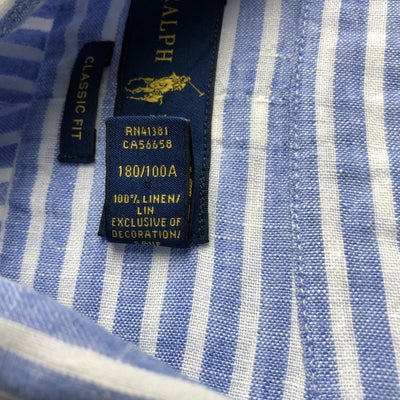 RALPH
CLASSIC FIT
RN41381
CA56658
180/100A
100% LINEN/
LIN
EXCLUSIVE OF
DECORATION/